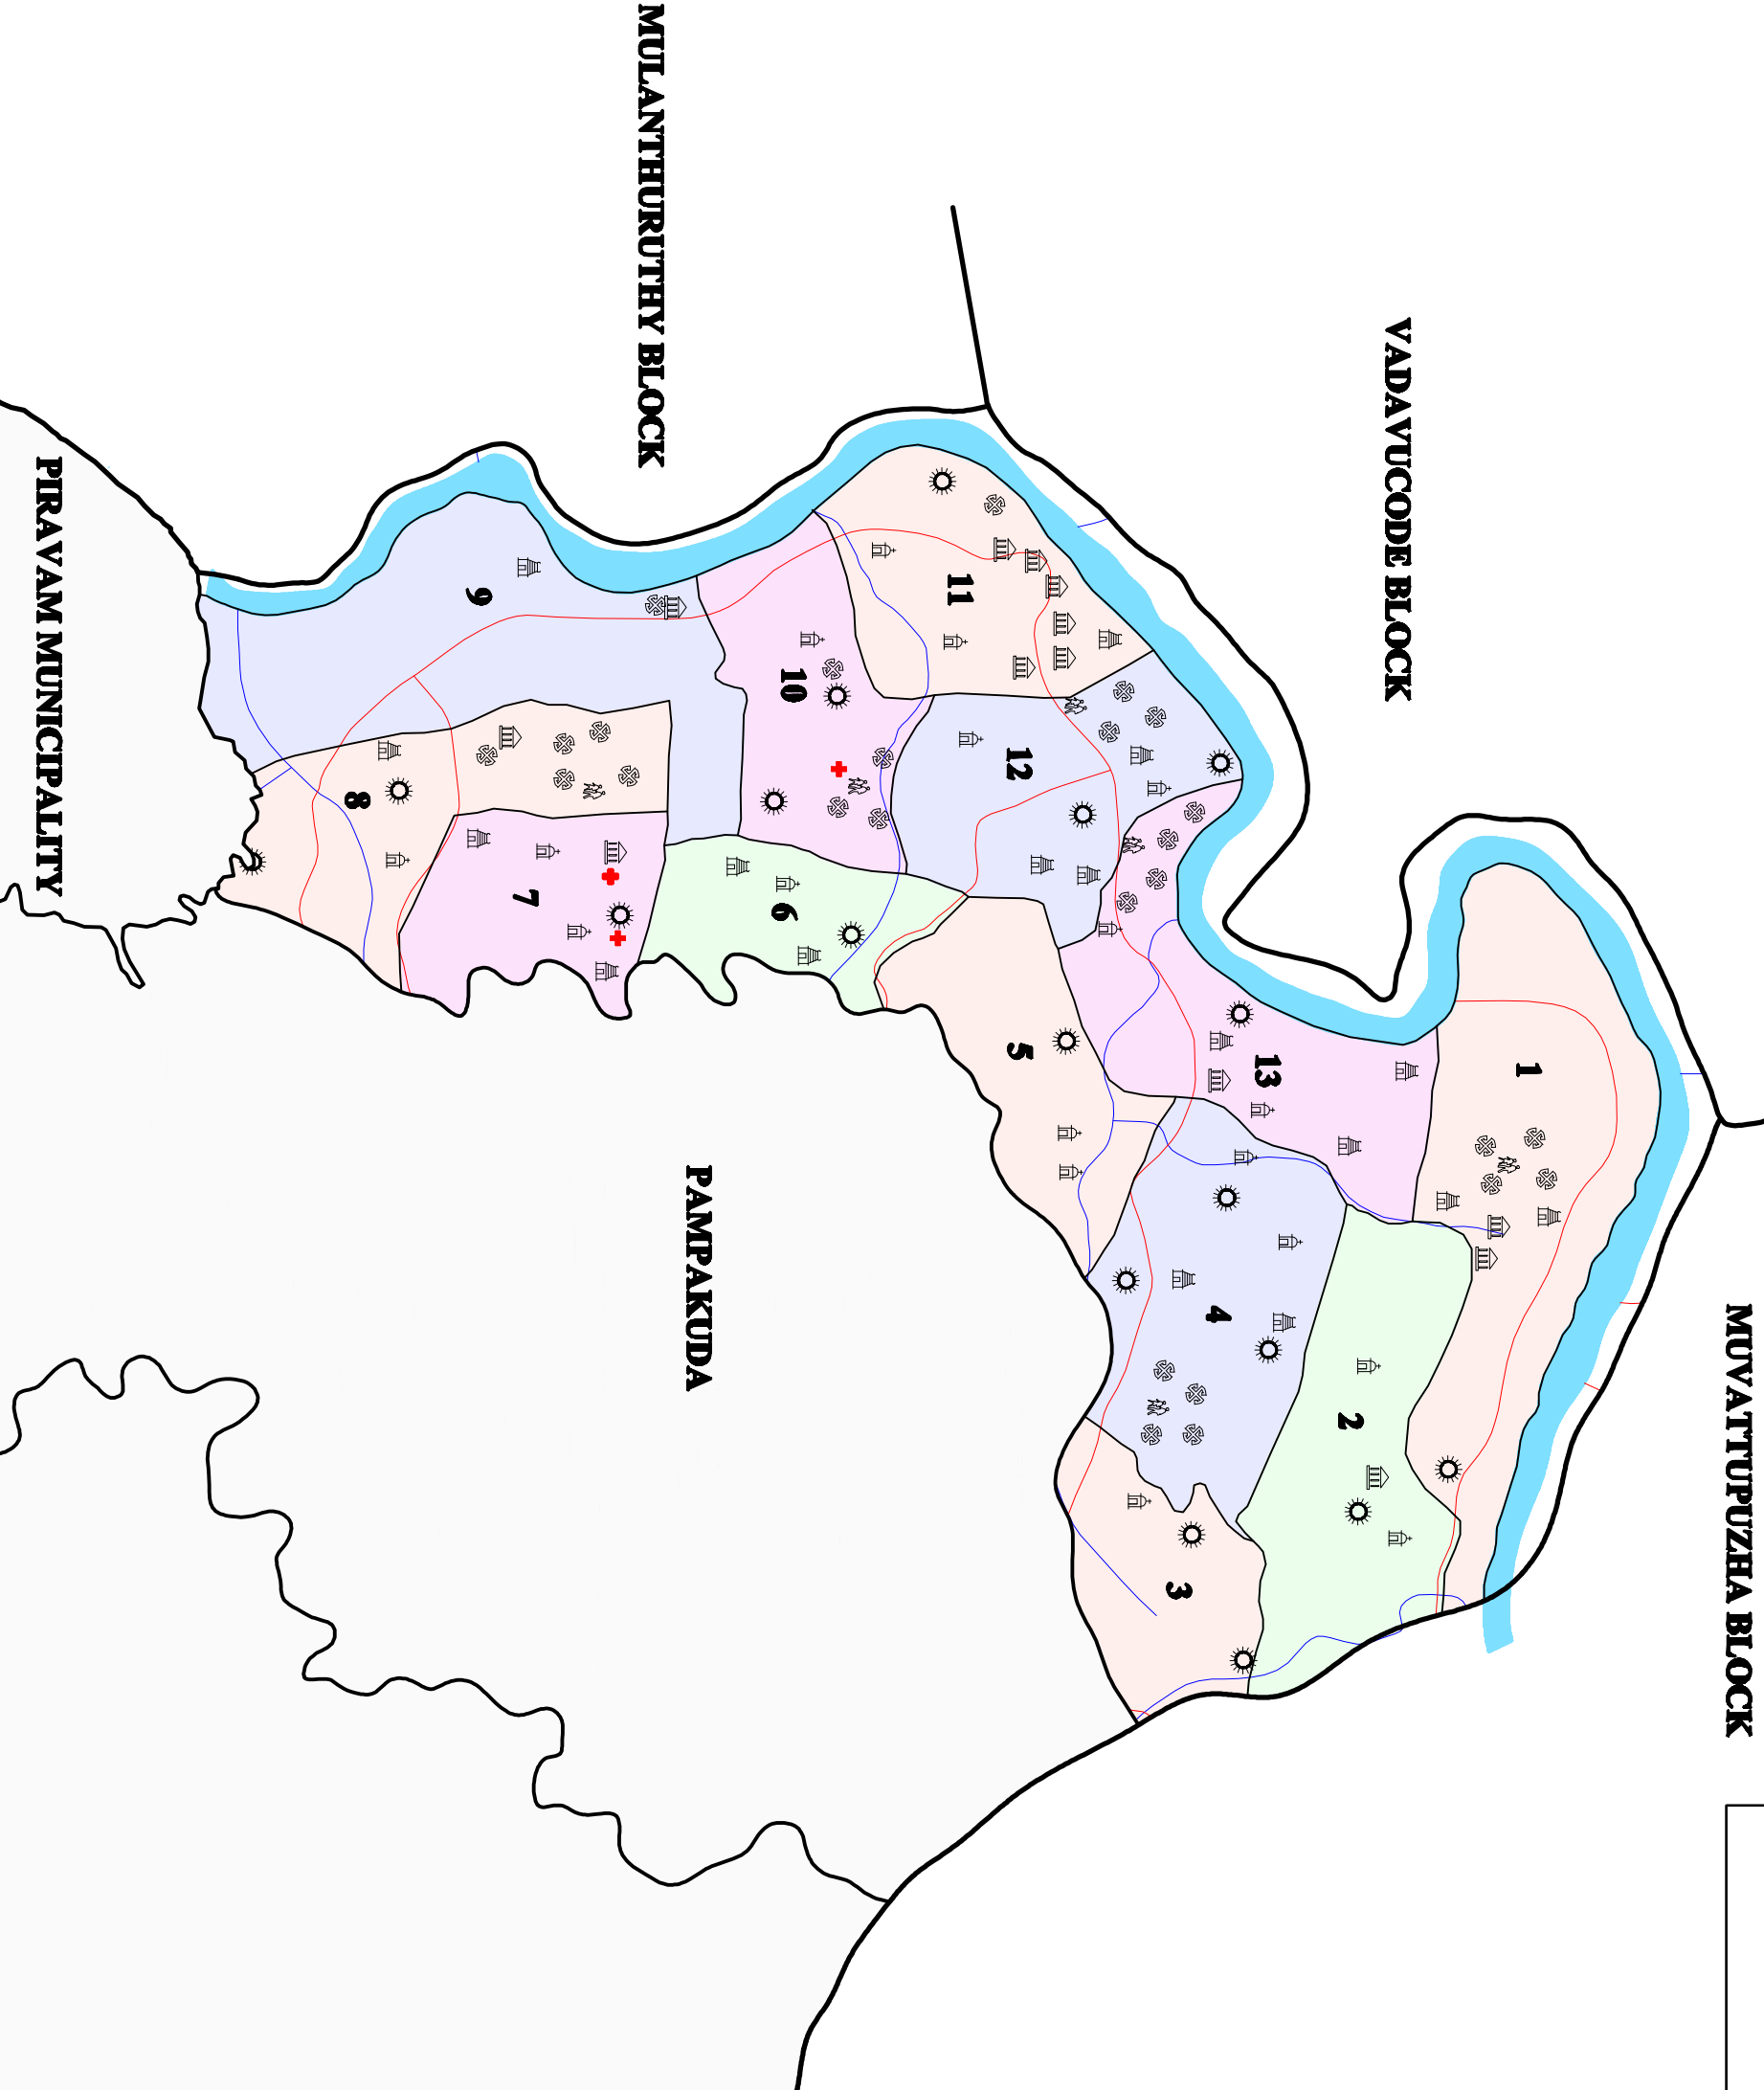 MUVATTUPUZHA BLOCK
VADAVUCODE BLOCK
MULANTHURUTHY BLOCK
PIRAVAM MUNICIPALITY
PAMPAKUDA
1
2
3
4
5
6
7
8
9
10
11
12
13